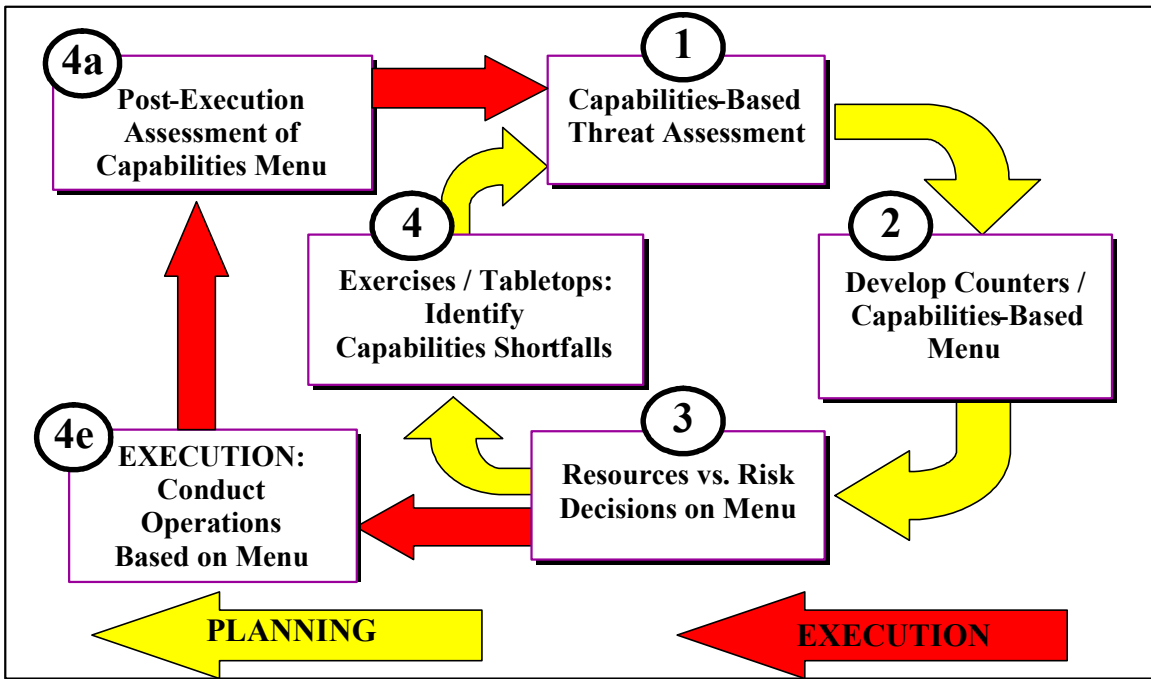 4a
Post-Execution
Assessment of
Capabilities Menu
1
Capabilities-Based
Threat Assessment
2
Develop Counters /
Capabilities-Based
Menu
4
Exercises / Tabletops:
Identify
Capabilities Shortfalls
3
Resources vs. Risk
Decisions on Menu
4e
EXECUTION:
Conduct
Operations
Based on Menu
PLANNING
EXECUTION